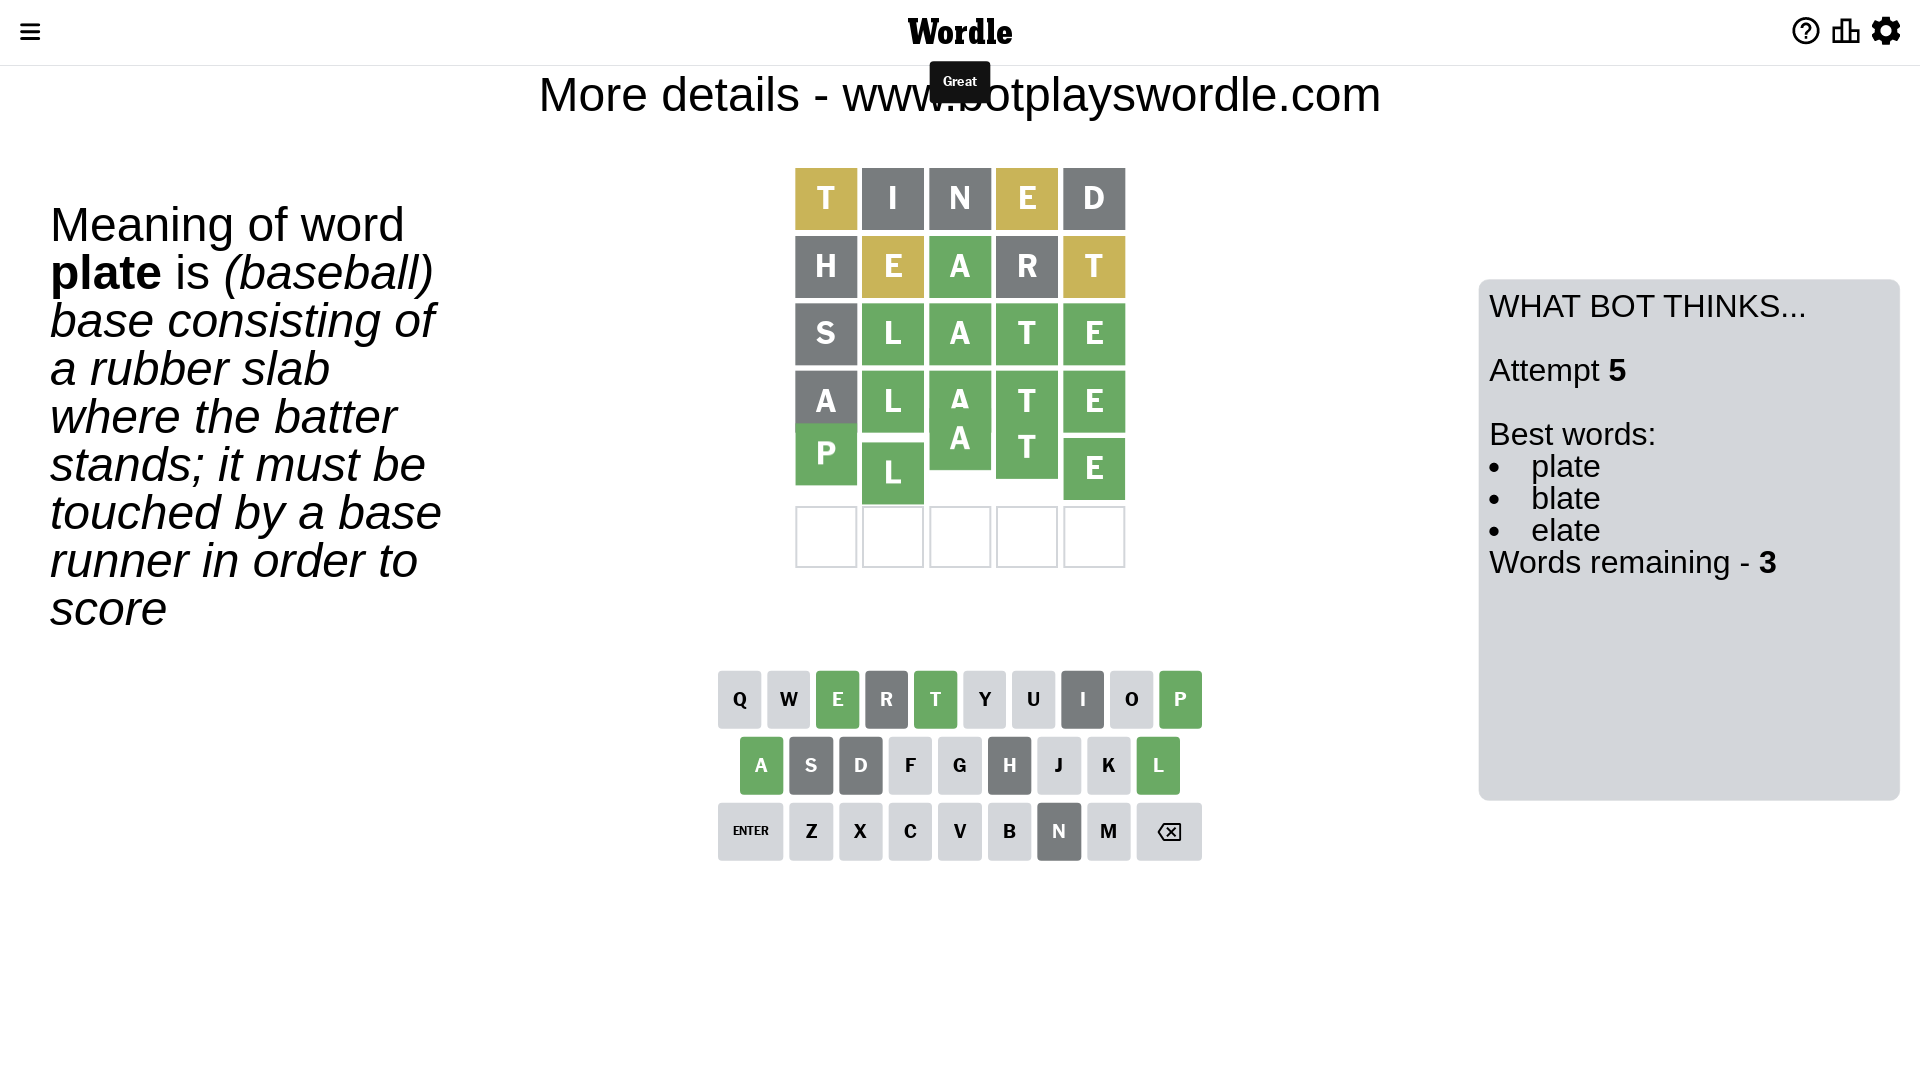 Wordle
Great
More details - www.botplayswordle.com
Meaning of word
plate is (baseball)
base consisting of
a rubber slab
where the batter
stands; it must be
touched by a base
runner in order to
score
T I N E D
H E A R T
S L A T E
A L A T E
P L A T E
WHAT BOT THINKS...
Attempt 5
Best words:
• plate
• blate
• elate
Words remaining - 3
Q W E R T Y U I O P
A S D F G H J K L
ENTER Z X C V B N M